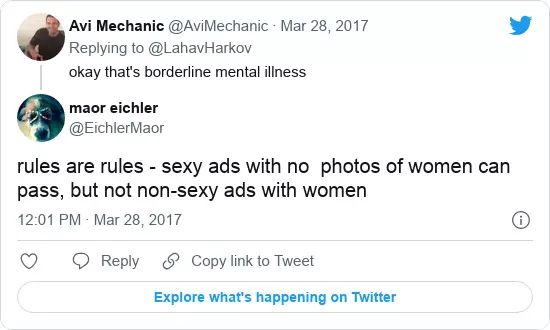 Avi Mechanic @AviMechanic · Mar 28, 2017
Replying to @LahavHarkov
okay that's borderline mental illness
maor eichler
@EichlerMaor
rules are rules - sexy ads with no  photos of women can
pass, but not non-sexy ads with women
12:01 PM · Mar 28, 2017
Reply Copy link to Tweet
Explore what's happening on Twitter